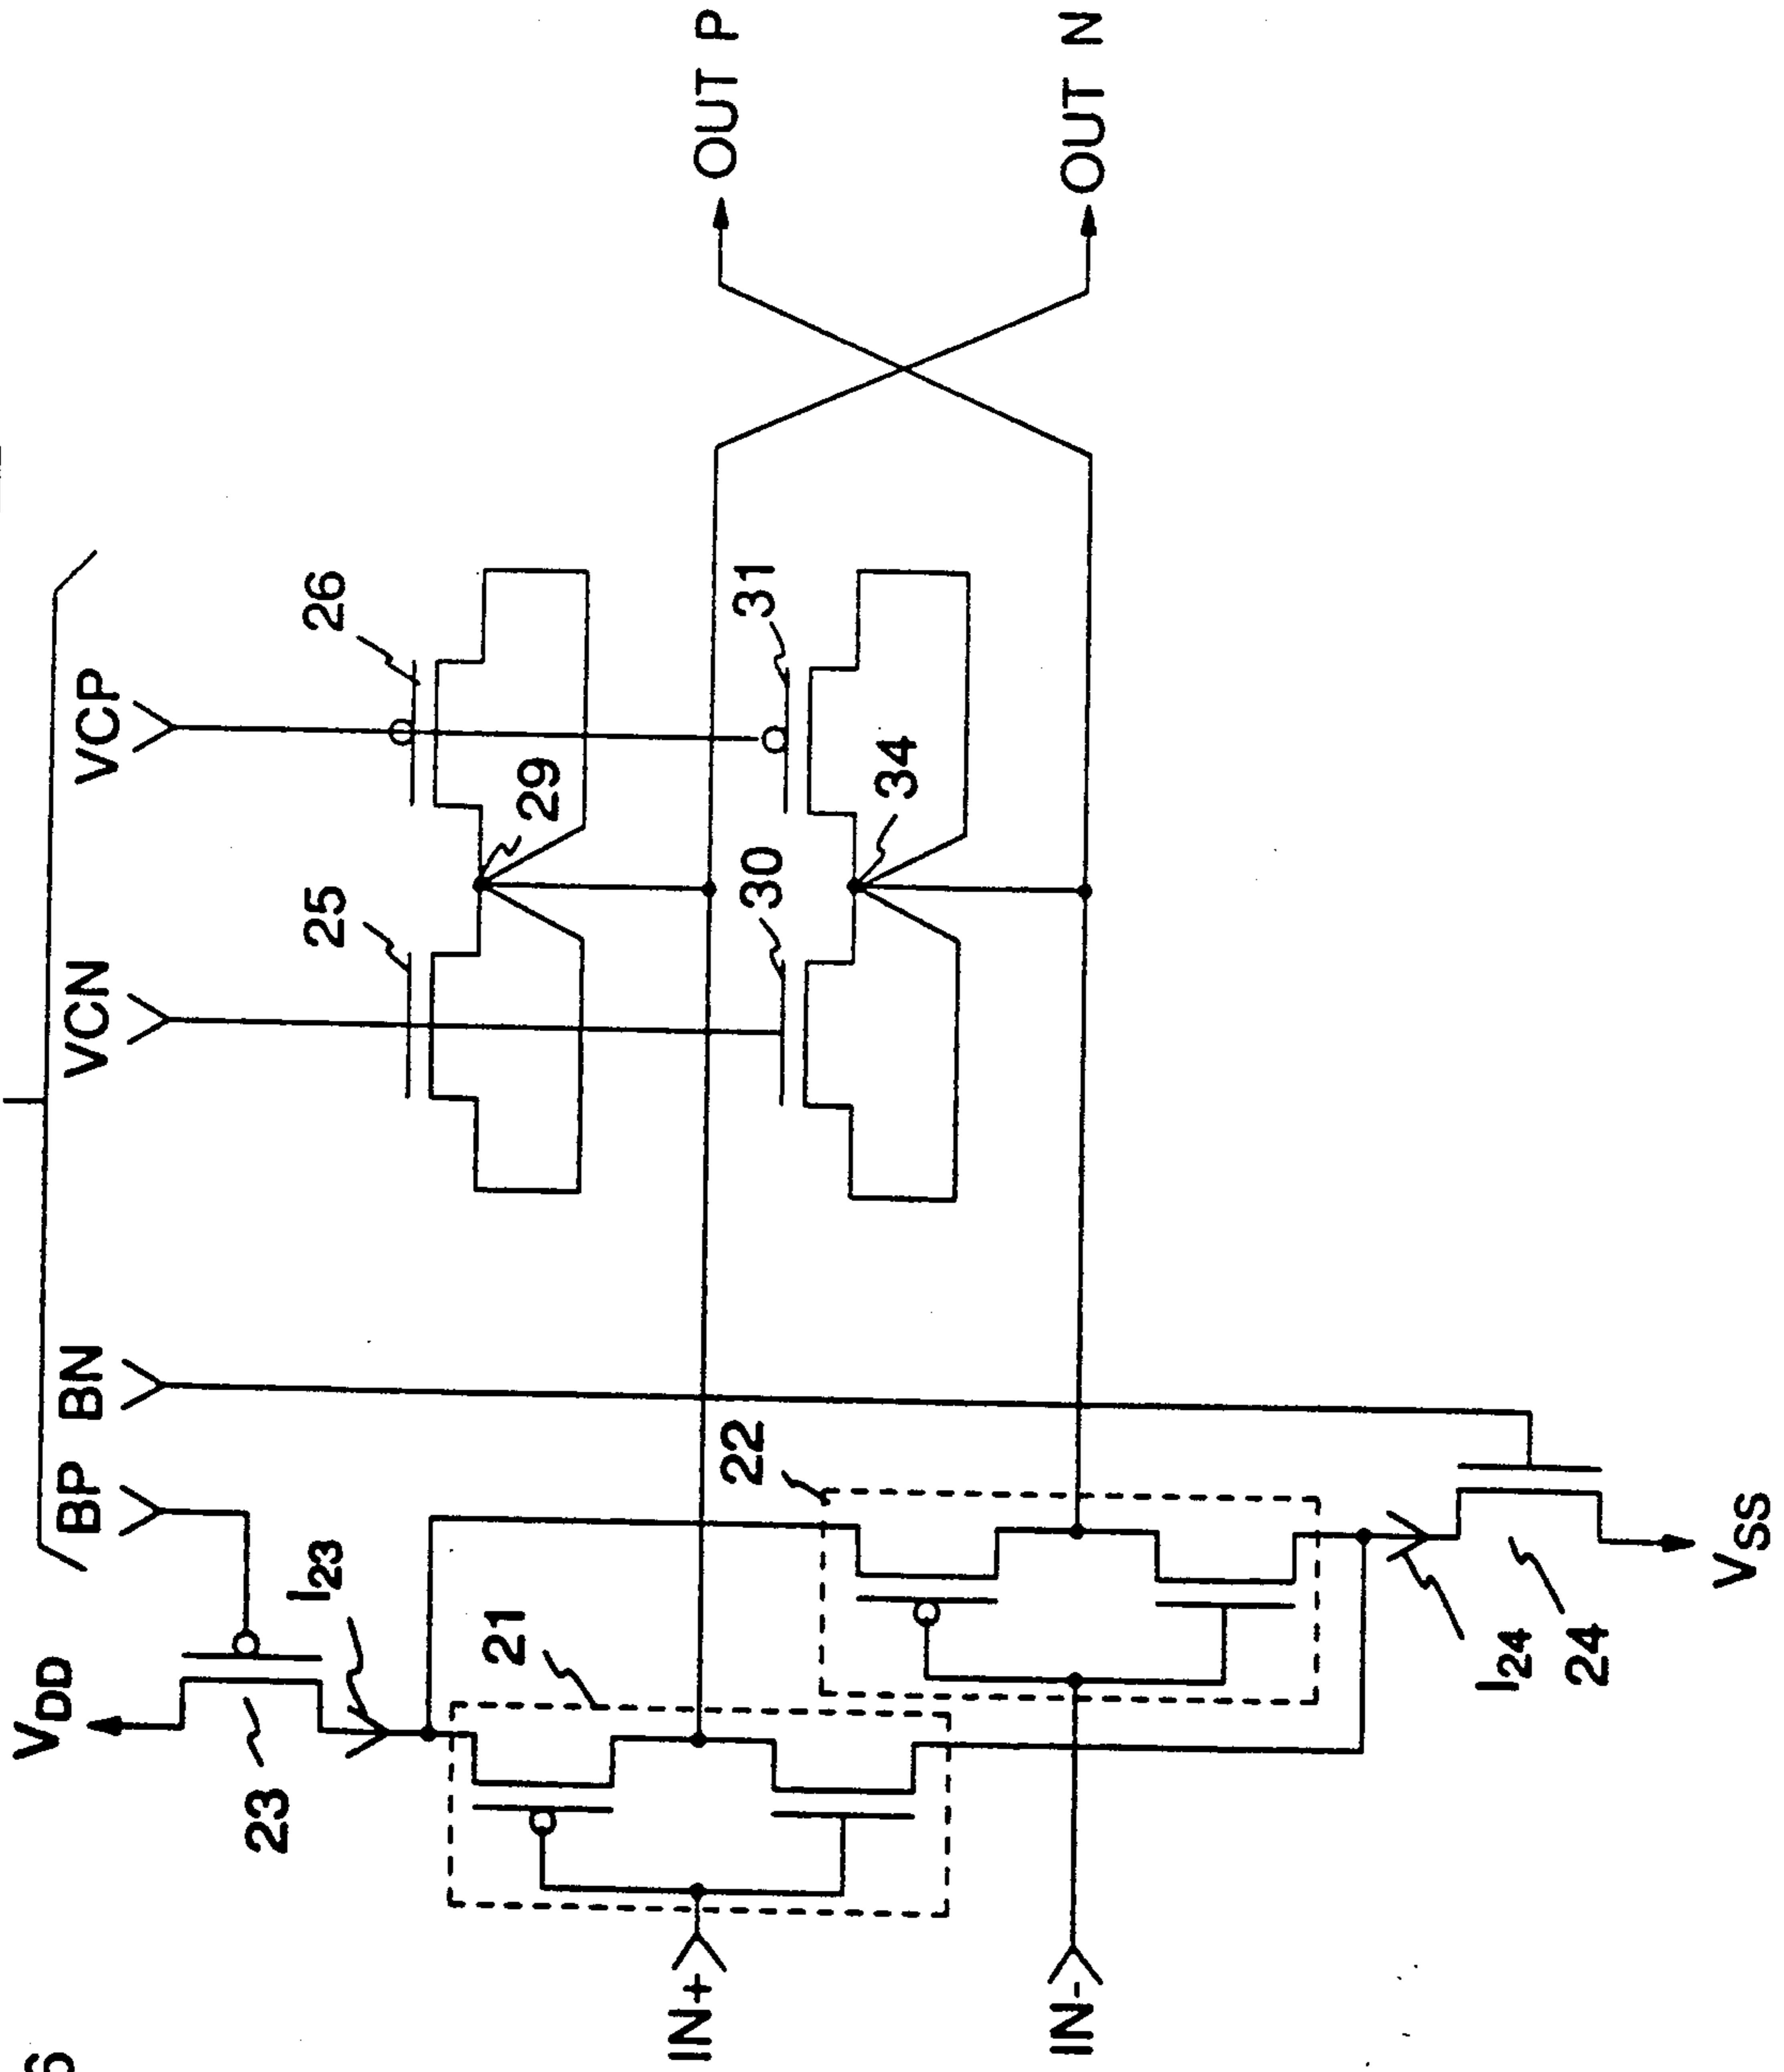 6
BP BN VCN VCP
VDD
I23
23
21
22
25
26
29
30
31
34
IN+
IN-
OUT P
OUT N
I24
24
VSS